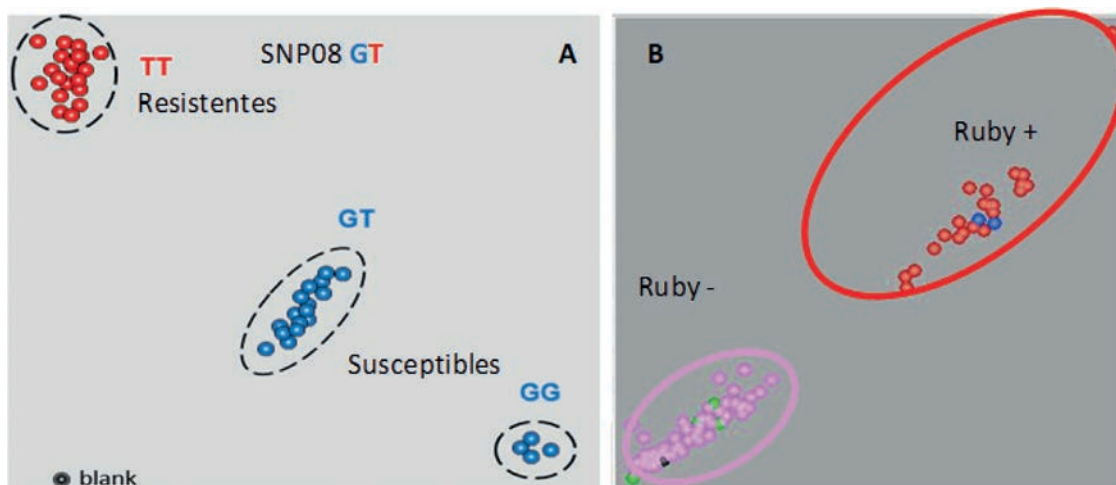 SNP08 GT
A
TT
Resistentes
GT
Susceptibles
GG
blank
B
Ruby +
Ruby -